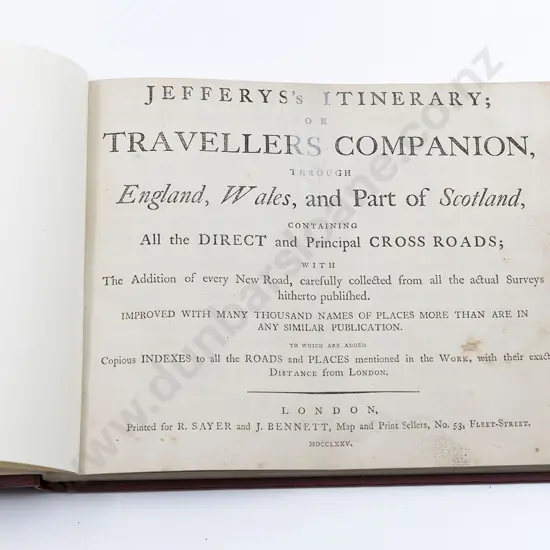 JEFFERYS's ITINERARY;
OR
TRAVELLERS COMPANION,
THROUGH
England, Wales, and Part of Scotland,
CONTAINING
All the DIRECT and Principal CROSS ROADS;
WITH
The Addition of every New Road, carefully collected from all the actual Surveys
hitherto publiſhed.
IMPROVED WITH MANY THOUSAND NAMES OF PLACES MORE THAN ARE IN
ANY SIMILAR PUBLICATION.
TO WHICH ARE ADDED
Copious INDEXES to all the ROADS and PLACES mentioned in the WORK, with their exact
DISTANCE from LONDON.
LONDON,
Printed for R. SAYER and J. BENNETT, Map and Print Sellers, No. 53, FLEET-STREET.
MDCCLXXV.
www.dunbarsloane.co.nz